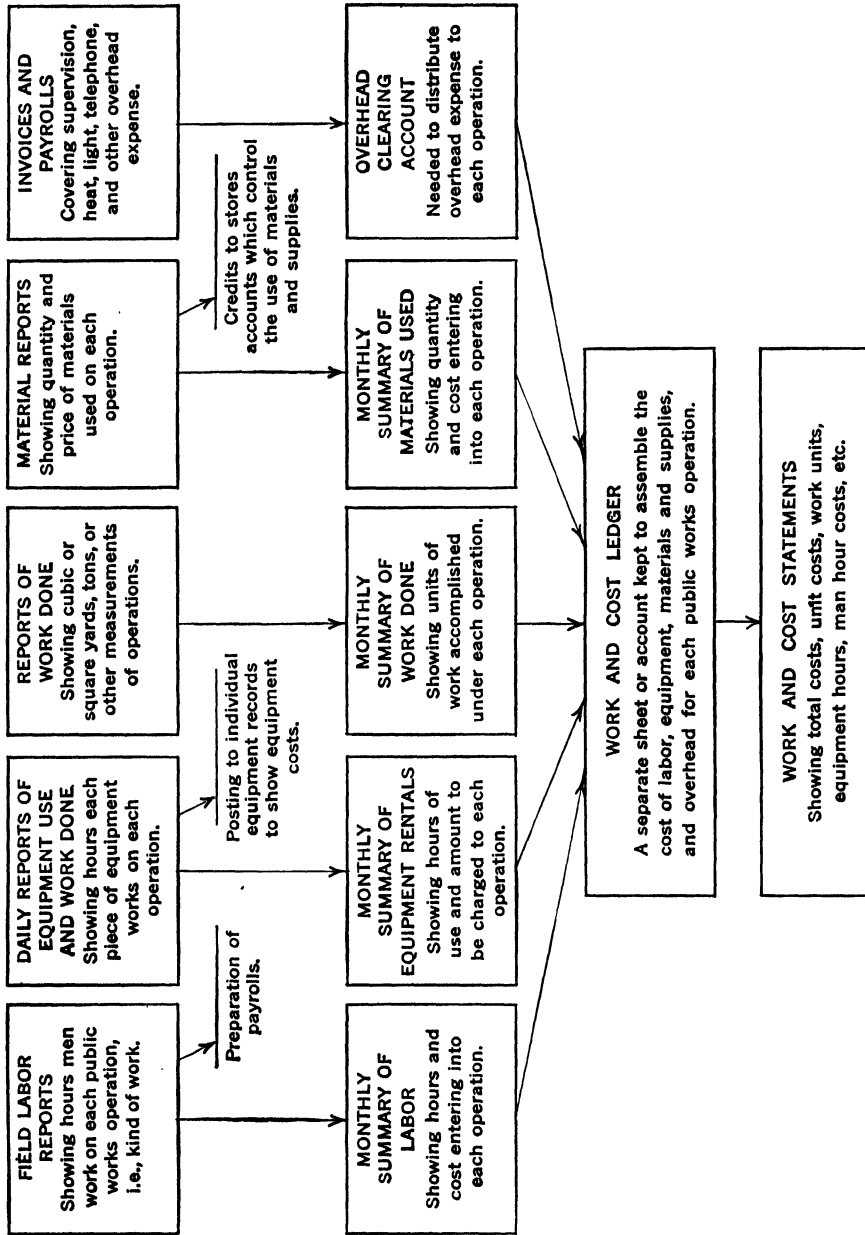 FIELD LABOR
REPORTS
Showing hours men
work on each public
works operation,
i.e., kind of work.
DAILY REPORTS OF
EQUIPMENT USE
AND WORK DONE
Showing hours each
piece of equipment
works on each
operation.
REPORTS OF
WORK DONE
Showing cubic or
square yards, tons, or
other measurements
of operations.
MATERIAL REPORTS
Showing quantity and
price of materials
used on each
operation.
INVOICES AND
PAYROLLS
Covering supervision,
heat, light, telephone,
and other overhead
expense.
Preparation of
payrolls.
Posting to individual
equipment records
to show equipment
costs.
Credits to stores
accounts which control
the use of materials
and supplies.
MONTHLY
SUMMARY OF
LABOR
Showing hours and
cost entering into
each operation.
MONTHLY
SUMMARY OF
EQUIPMENT RENTALS
Showing hours of
use and amount to
be charged to each
operation.
MONTHLY
SUMMARY OF
WORK DONE
Showing units of
work accomplished
under each operation.
MONTHLY
SUMMARY OF
MATERIALS USED
Showing quantity
and cost entering
into each operation.
OVERHEAD
CLEARING
ACCOUNT
Needed to distribute
overhead expense to
each operation.
WORK AND COST LEDGER
A separate sheet or account kept to assemble the
cost of labor, equipment, materials and supplies,
and overhead for each public works operation.
WORK AND COST STATEMENTS
Showing total costs, unit costs, work units,
equipment hours, man hour costs, etc.